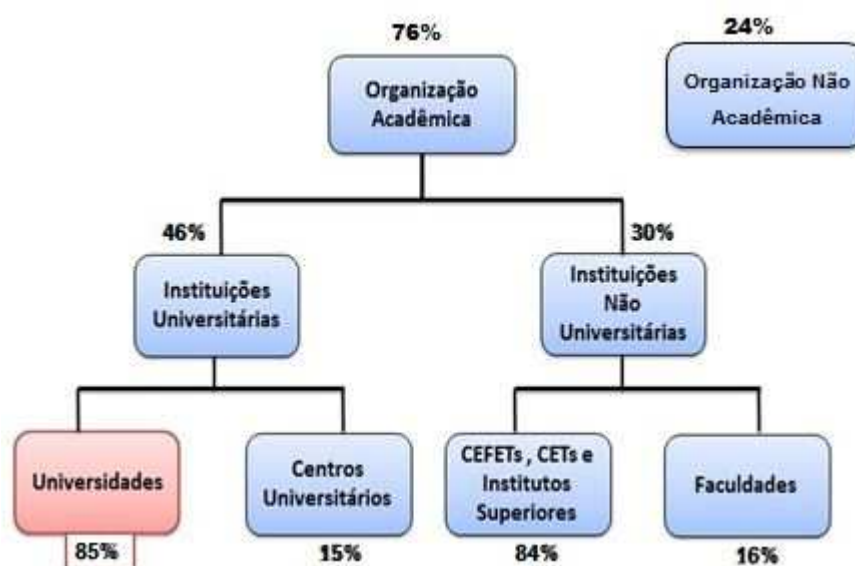 76%
24%
Organização
Acadêmica
Organização Não
Acadêmica
46%
30%
Instituições
Universitárias
Instituições
Não
Universitárias
Universidades
Centros
Universitários
CEFETs , CETs e
Institutos
Superiores
Faculdades
85%
15%
84%
16%